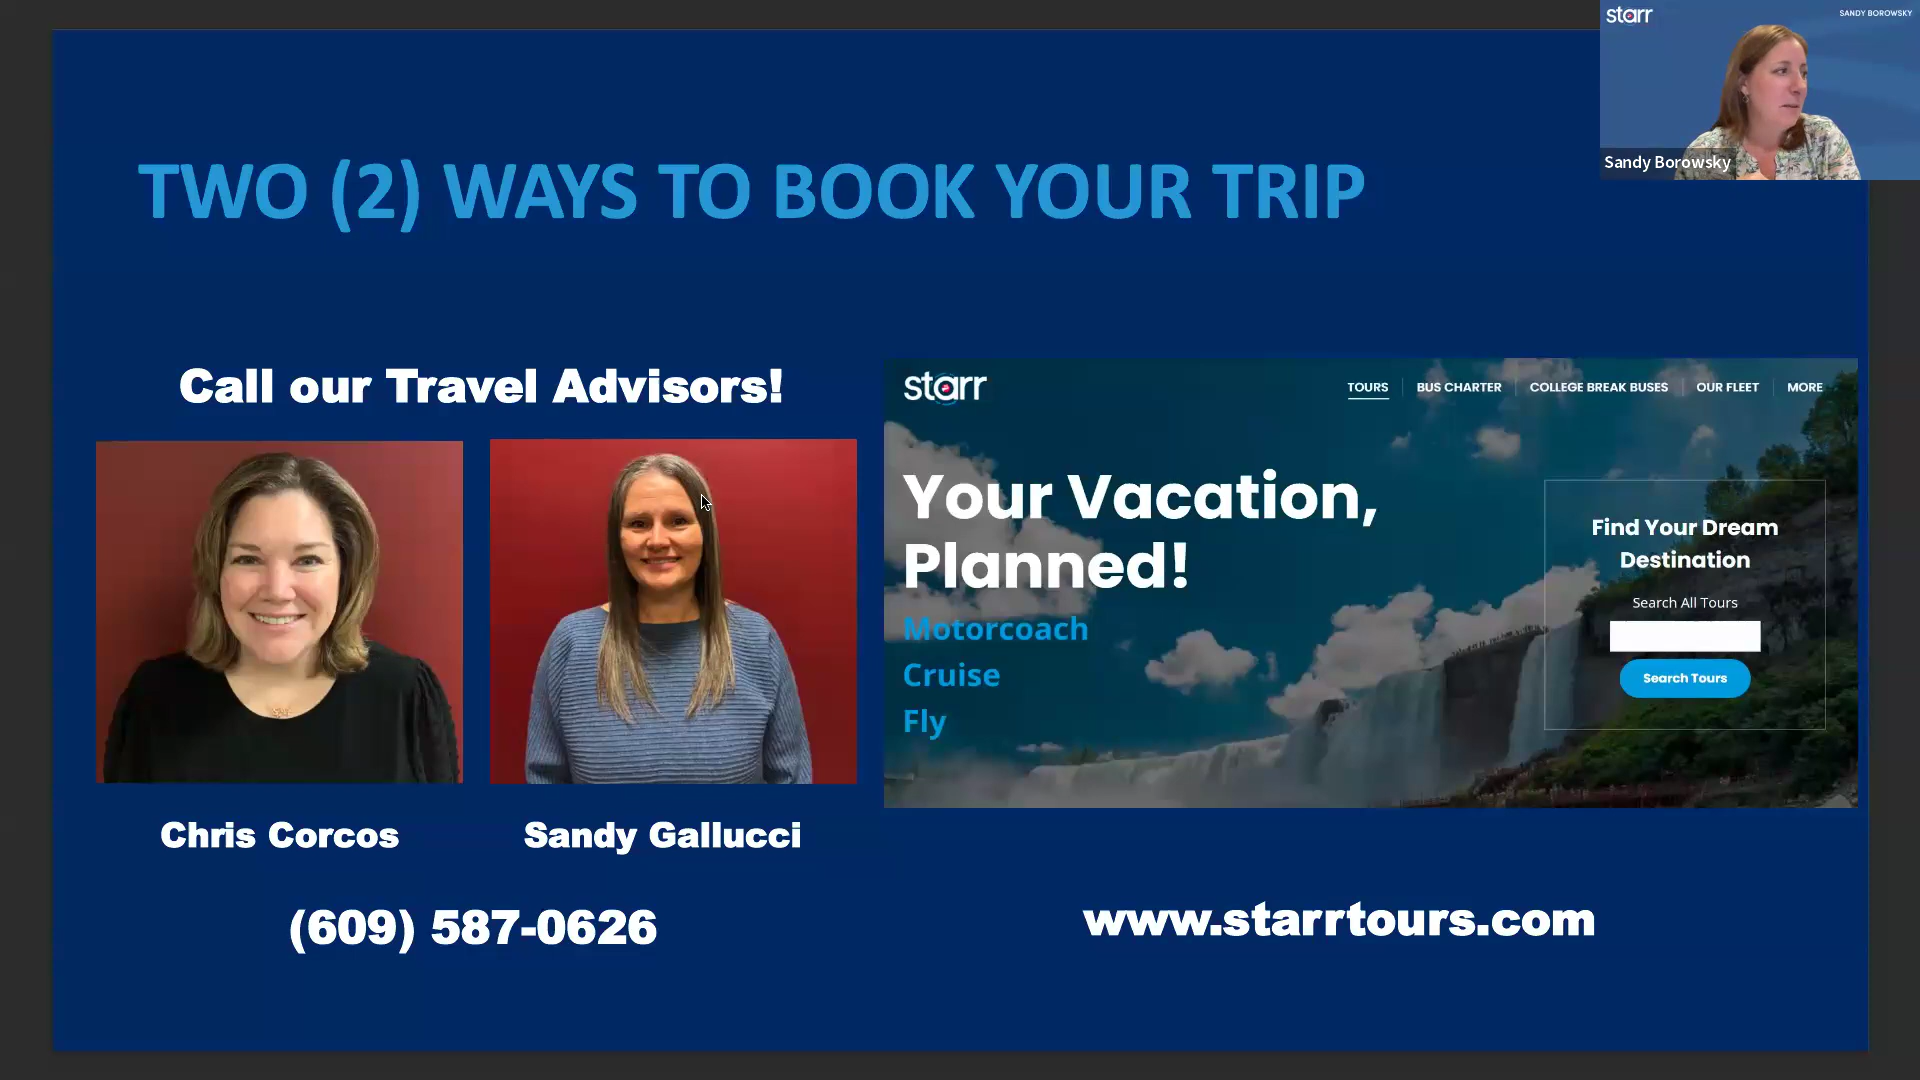 starr
SANDY BOROWSKY
Sandy Borowsky
TWO (2) WAYS TO BOOK YOUR TRIP
Call our Travel Advisors!
Chris Corcos
Sandy Gallucci
(609) 587-0626
starr
TOURS
BUS CHARTER
COLLEGE BREAK BUSES
OUR FLEET
MORE
Your Vacation,
Planned!
Motorcoach
Cruise
Fly
Find Your Dream
Destination
Search All Tours
Search Tours
www.starrtours.com